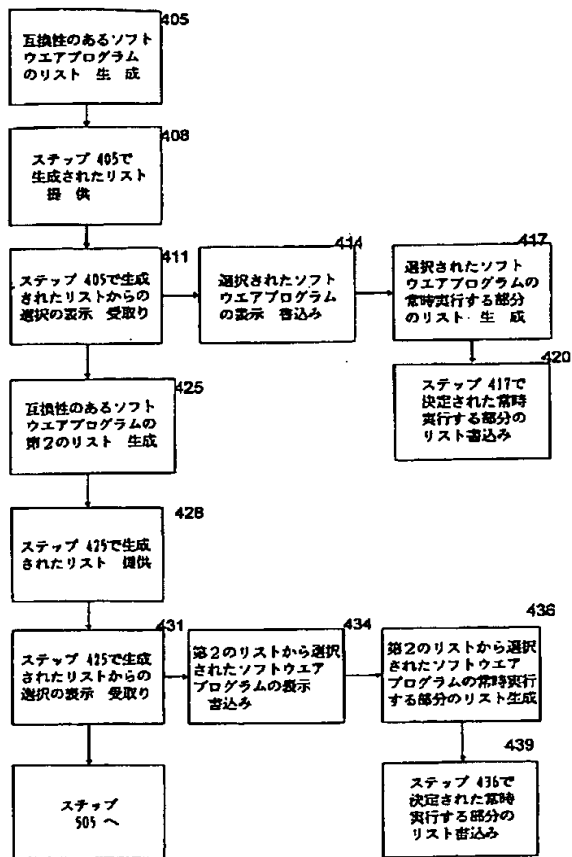 405
互換性のあるソフト
ウエアプログラム
のリスト 生 成
408
ステップ 405で
生成されたリスト
提 供
411
ステップ 405で生成
されたリストからの
選択の表示 受取り
414
選択されたソフト
ウエアプログラム
の表示 書込み
417
選択されたソフト
ウエアプログラムの
常時実行する部分
のリスト 生 成
420
ステップ 417で
決定された常時
実行する部分の
リスト書込み
425
互換性のあるソフト
ウエアプログラムの
第2のリスト 生成
428
ステップ 425で生成
されたリスト 提供
431
ステップ 425で生成
されたリストからの
選択の表示 受取り
434
第2のリストから選択
されたソフトウエア
プログラムの表示
書込み
436
第2のリストから選択
されたソフトウエア
プログラムの常時実行
する部分のリスト生成
439
ステップ 436で
決定された常時
実行する部分の
リスト書込み
ステップ
505 へ